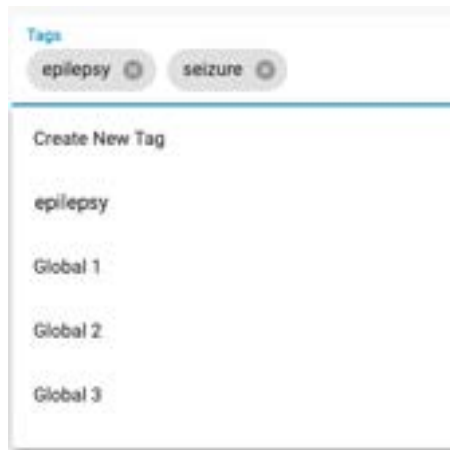 Tags
epilepsy seizure
Create New Tag
epilepsy
Global 1
Global 2
Global 3